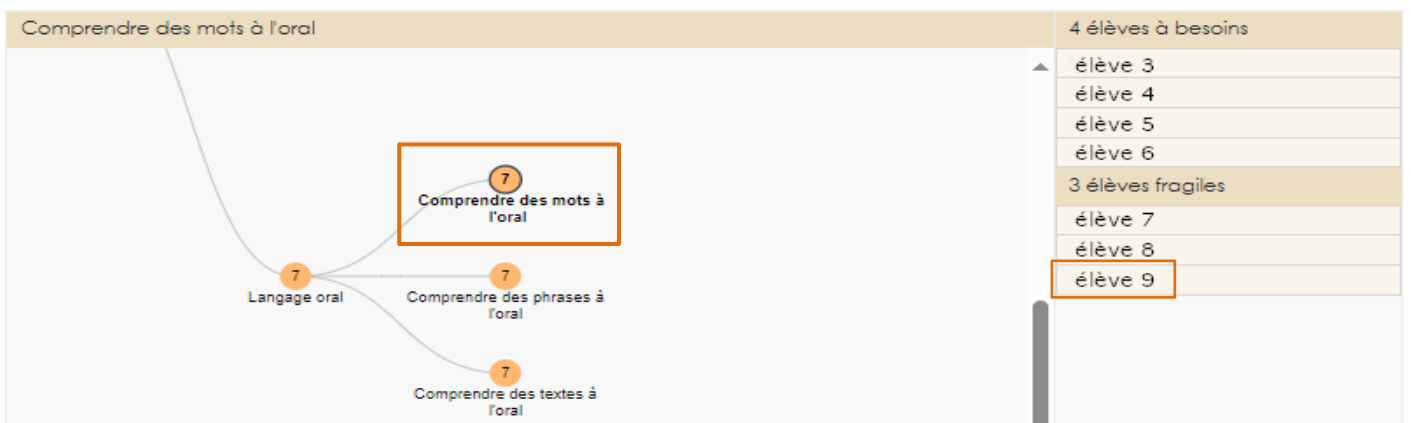 Comprendre des mots à l'oral
7
Comprendre des mots à
l'oral
7
Langage oral
7
Comprendre des phrases à
l'oral
7
Comprendre des textes à
l'oral
4 élèves à besoins
élève 3
élève 4
élève 5
élève 6
3 élèves fragiles
élève 7
élève 8
élève 9